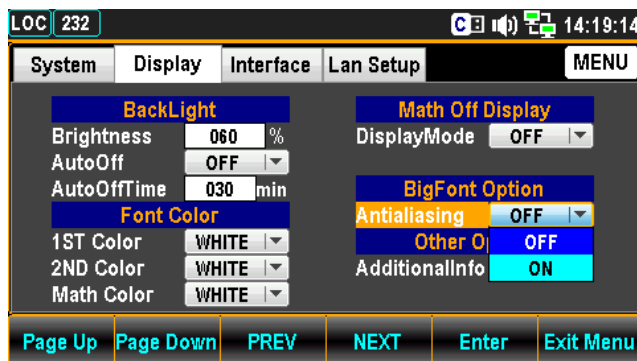 LOC 232 C 14:19:14
System Display Interface Lan Setup MENU
BackLight
Brightness 060 %
AutoOff OFF
AutoOffTime 030 min
Font Color
1ST Color WHITE
2ND Color WHITE
Math Color WHITE
Math Off Display
DisplayMode OFF
BigFont Option
Antialiasing OFF
OFF
ON
Other O
AdditionalInfo
Page Up Page Down PREV NEXT Enter Exit Menu